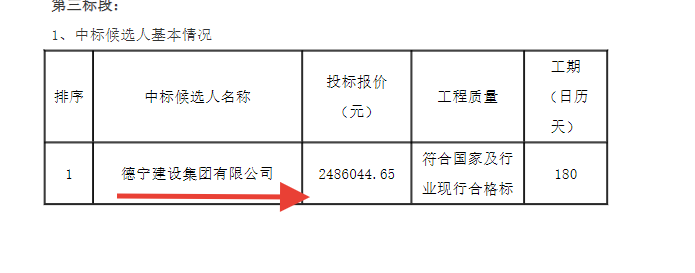 第三标段：
1、中标候选人基本情况
排序
中标候选人名称
投标报价
（元）
工程质量
工期
（日历
天）
1
德宁建设集团有限公司
2486044.65
符合国家及行
业现行合格标
180